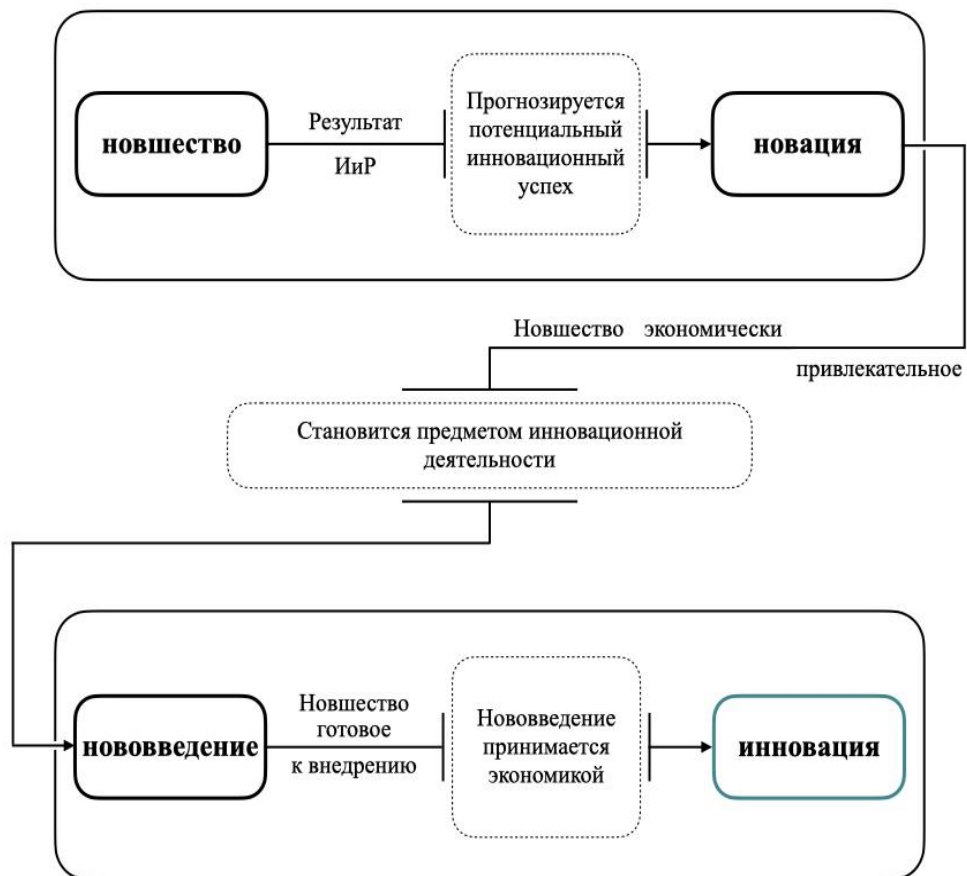 новшество
Результат
ИиР
Прогнозируется
потенциальный
инновационный
успех
новация
Новшество экономически
привлекательное
Становится предметом инновационной
деятельности
нововведение
Новшество
готовое
к внедрению
Нововведение
принимается
экономикой
инновация